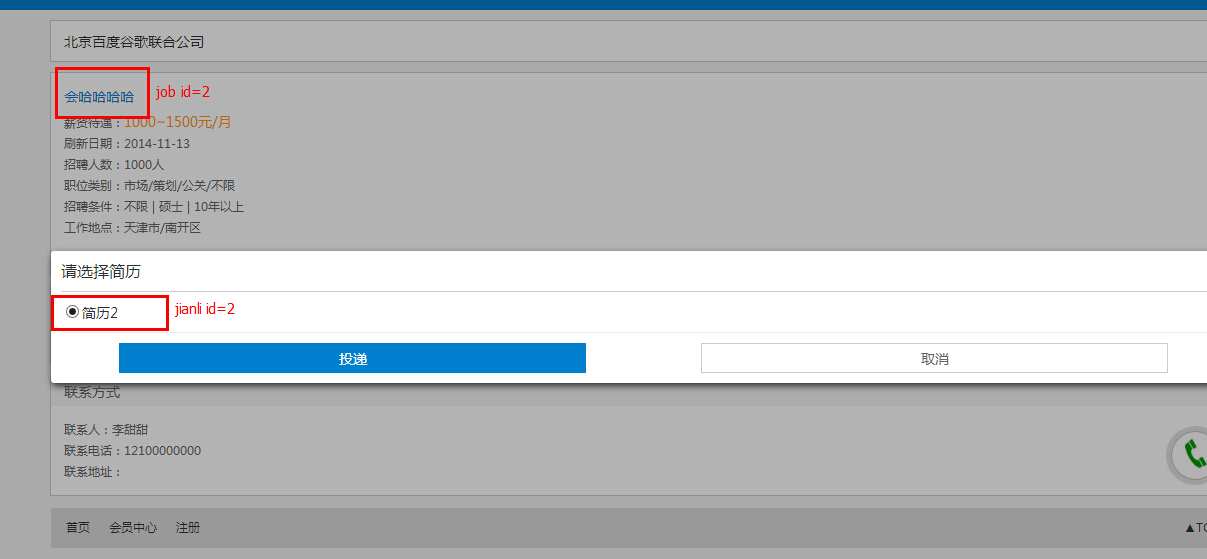 北京百度谷歌联合公司
会哈哈哈哈 job id=2
薪资待遇：1000~1500元/月
刷新日期：2014-11-13
招聘人数：1000人
职位类别：市场/策划/公关/不限
招聘条件：不限 | 硕士 | 10年以上
工作地点：天津市/南开区
请选择简历
简历2 jianli id=2
投递 取消
联系方式
联系人：李甜甜
联系电话：12100000000
联系地址：
首页 会员中心 注册 ▲TO